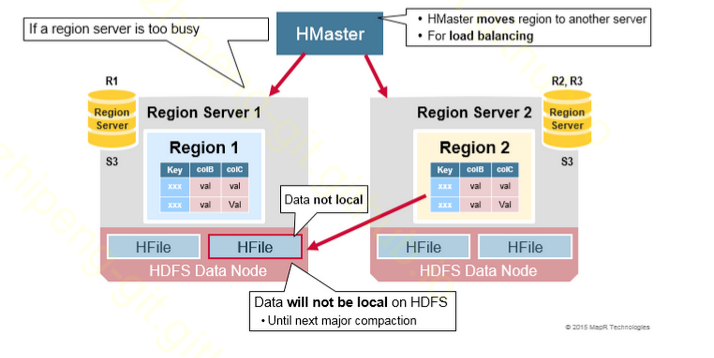 If a region server is too busy
HMaster
• HMaster moves region to another server
• For load balancing
R1
Region
Server
S3
Region Server 1
Region 1
Key colB colC
xxx val val
xxx val Val
R2, R3
Region
Server
S3
Region Server 2
Region 2
Key colB colC
xxx val val
xxx val Val
Data not local
HFile
HFile
HDFS Data Node
HFile
HFile
HDFS Data Node
Data will not be local on HDFS
• Until next major compaction
© 2015 MapR Technologies